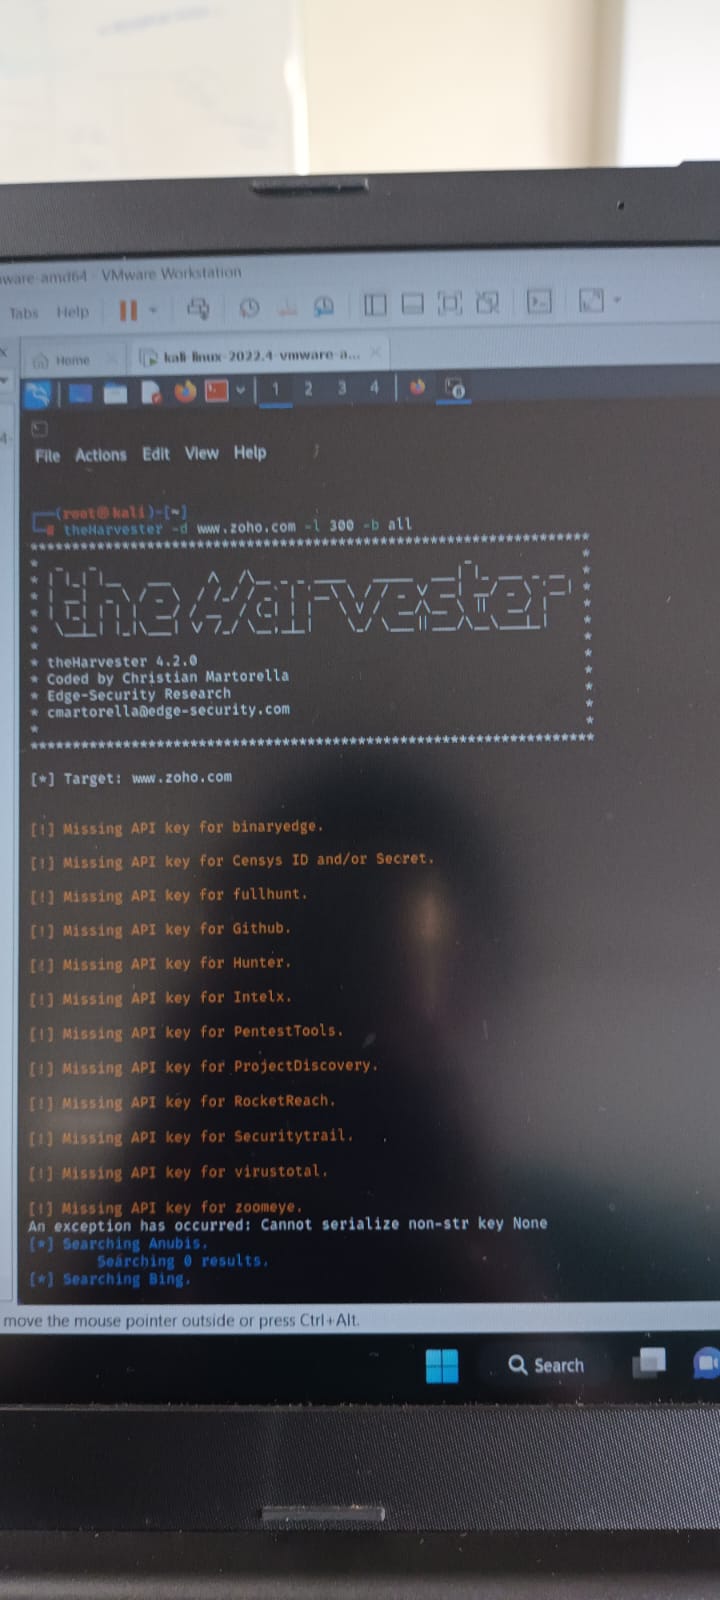 ware-amd64 - VMware Workstation
Tabs Help
Home kali-linux-2022.4-vmware-a...
1 2 3 4
File Actions Edit View Help
(root㉿kali)-[~]
# theHarvester -d www.zoho.com -l 300 -b all
*******************************************************************
theHarvester
* theHarvester 4.2.0
* Coded by Christian Martorella
* Edge-Security Research
* cmartorella@edge-security.com
*******************************************************************
[*] Target: www.zoho.com
[!] Missing API key for binaryedge.
[!] Missing API key for Censys ID and/or Secret.
[!] Missing API key for fullhunt.
[!] Missing API key for Github.
[!] Missing API key for Hunter.
[!] Missing API key for Intelx.
[!] Missing API key for PentestTools.
[!] Missing API key for ProjectDiscovery.
[!] Missing API key for RocketReach.
[!] Missing API key for Securitytrail.
[!] Missing API key for virustotal.
[!] Missing API key for zoomeye.
An exception has occurred: Cannot serialize non-str key None
[*] Searching Anubis.
Searching 0 results.
[*] Searching Bing.
move the mouse pointer outside or press Ctrl+Alt.
Search